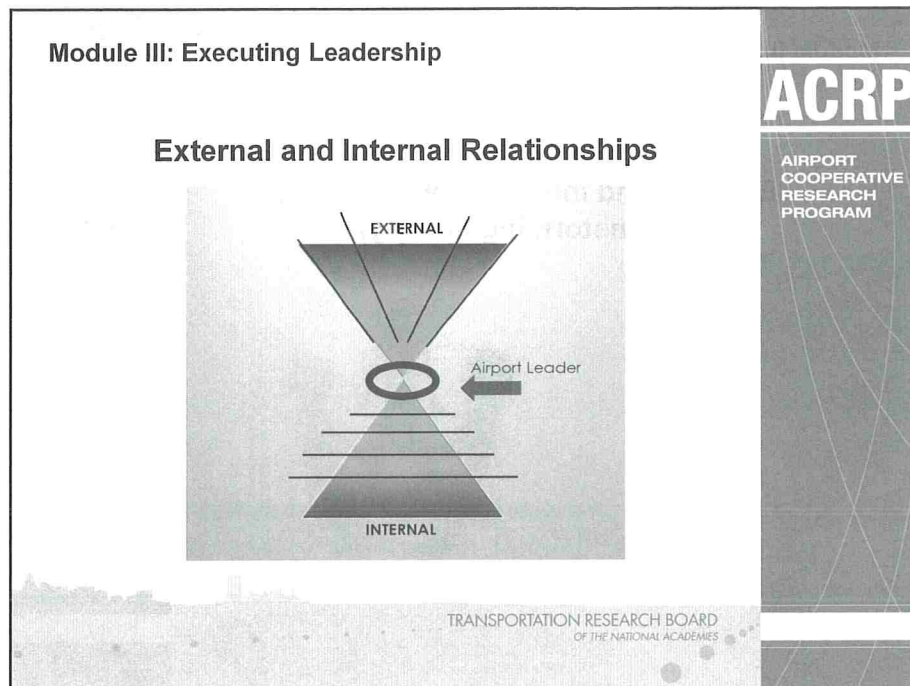 Module III: Executing Leadership
External and Internal Relationships
EXTERNAL
Airport Leader
INTERNAL
TRANSPORTATION RESEARCH BOARD
OF THE NATIONAL ACADEMIES
ACRP
AIRPORT
COOPERATIVE
RESEARCH
PROGRAM